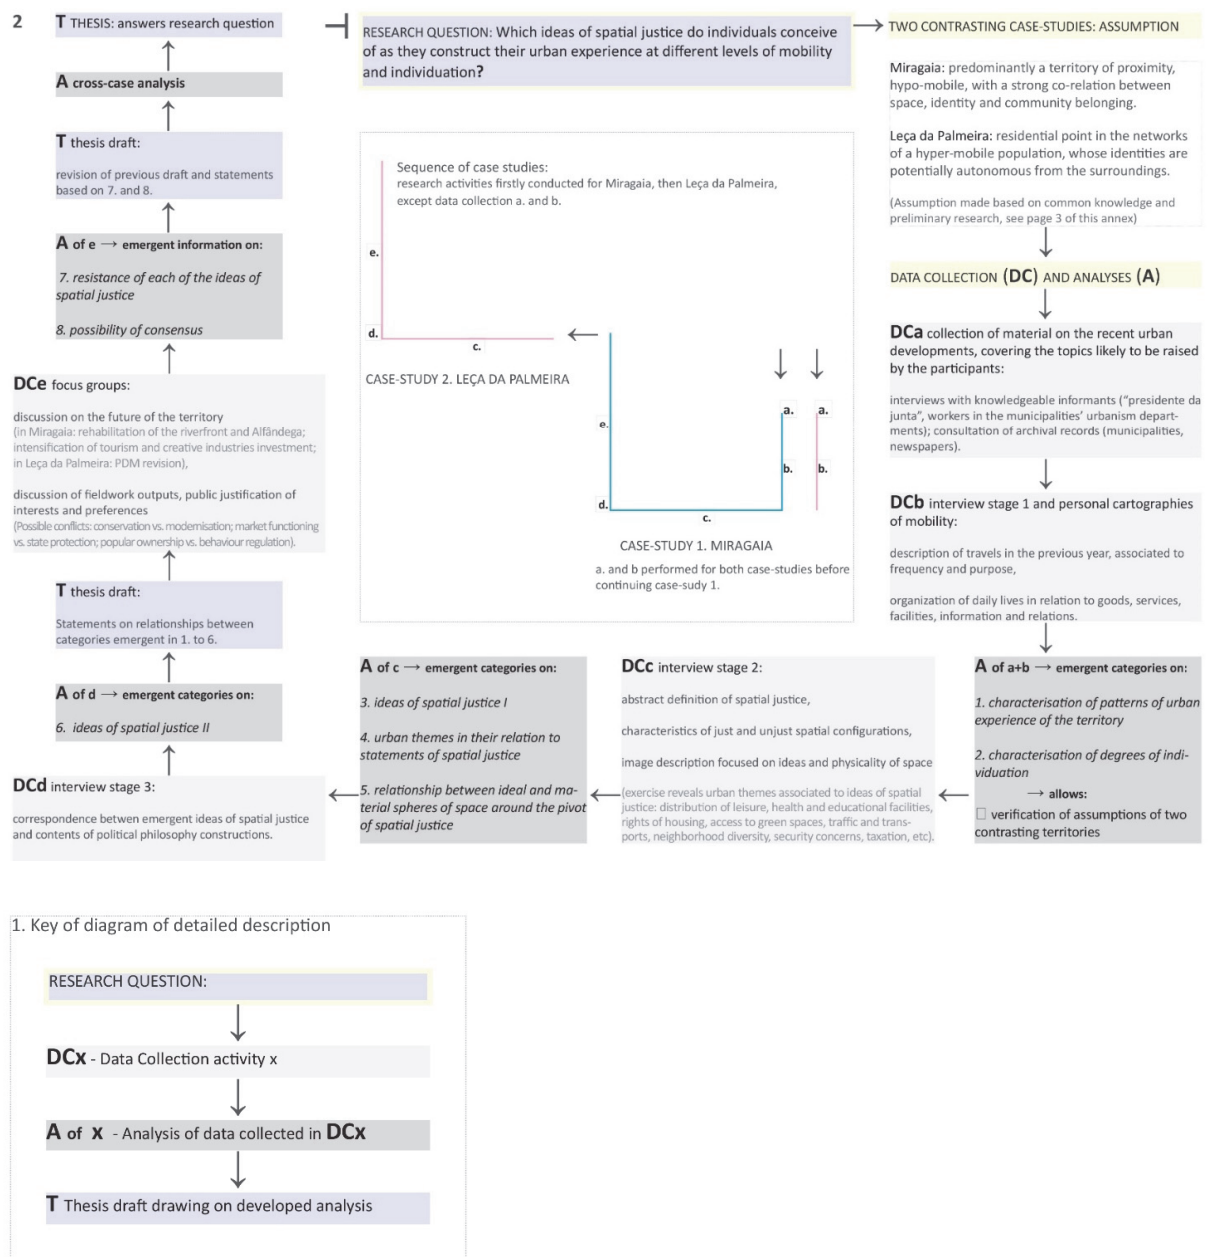 2
T THESIS: answers research question
A cross-case analysis
T thesis draft:
revision of previous draft and statements
based on 7. and 8.
A of e → emergent information on:
7. resistance of each of the ideas of
spatial justice
8. possibility of consensus
DCe focus groups:
discussion on the future of the territory
(in Miragaia: rehabilitation of the riverfront and Alfândega;
intensification of tourism and creative industries investment;
in Leça da Palmeira: PDM revision),
discussion of fieldwork outputs, public justification of
interests and preferences
(Possible conflicts: conservation vs. modernisation; market functioning
vs. state protection; popular ownership vs. behaviour regulation).
T thesis draft:
Statements on relationships between
categories emergent in 1. to 6.
A of d → emergent categories on:
6. ideas of spatial justice II
DCd interview stage 3:
correspondence betwen emergent ideas of spatial justice
and contents of political philosophy constructions.
RESEARCH QUESTION: Which ideas of spatial justice do individuals conceive
of as they construct their urban experience at different levels of mobility
and individuation?
Sequence of case studies:
research activities firstly conducted for Miragaia, then Leça da Palmeira,
except data collection a. and b.
e.
d.
c.
CASE-STUDY 2. LEÇA DA PALMEIRA
a.
a.
e.
b.
b.
d.
c.
CASE-STUDY 1. MIRAGAIA
a. and b performed for both case-studies before
continuing case-sudy 1.
TWO CONTRASTING CASE-STUDIES: ASSUMPTION
Miragaia: predominantly a territory of proximity,
hypo-mobile, with a strong co-relation between
space, identity and community belonging.
Leça da Palmeira: residential point in the networks
of a hyper-mobile population, whose identities are
potentially autonomous from the surroundings.
(Assumption made based on common knowledge and
preliminary research, see page 3 of this annex)
DATA COLLECTION (DC) AND ANALYSES (A)
DCa collection of material on the recent urban
developments, covering the topics likely to be raised
by the participants:
interviews with knowledgeable informants (“presidente da
junta”, workers in the municipalities’ urbanism depart-
ments); consultation of archival records (municipalities,
newspapers).
DCb interview stage 1 and personal cartographies
of mobility:
description of travels in the previous year, associated to
frequency and purpose,
organization of daily lives in relation to goods, services,
facilities, information and relations.
A of a+b → emergent categories on:
1. characterisation of patterns of urban
experience of the territory
2. characterisation of degrees of indi-
viduation
→ allows:
□ verification of assumptions of two
contrasting territories
DCc interview stage 2:
abstract definition of spatial justice,
characteristics of just and unjust spatial configurations,
image description focused on ideas and physicality of space
(exercise reveals urban themes associated to ideas of spatial
justice: distribution of leisure, health and educational facilities,
rights of housing, access to green spaces, traffic and trans-
ports, neighborhood diversity, security concerns, taxation, etc).
A of c → emergent categories on:
3. ideas of spatial justice I
4. urban themes in their relation to
statements of spatial justice
5. relationship between ideal and ma-
terial spheres of space around the pivot
of spatial justice
1. Key of diagram of detailed description
RESEARCH QUESTION:
DCx - Data Collection activity x
A of x - Analysis of data collected in DCx
T Thesis draft drawing on developed analysis